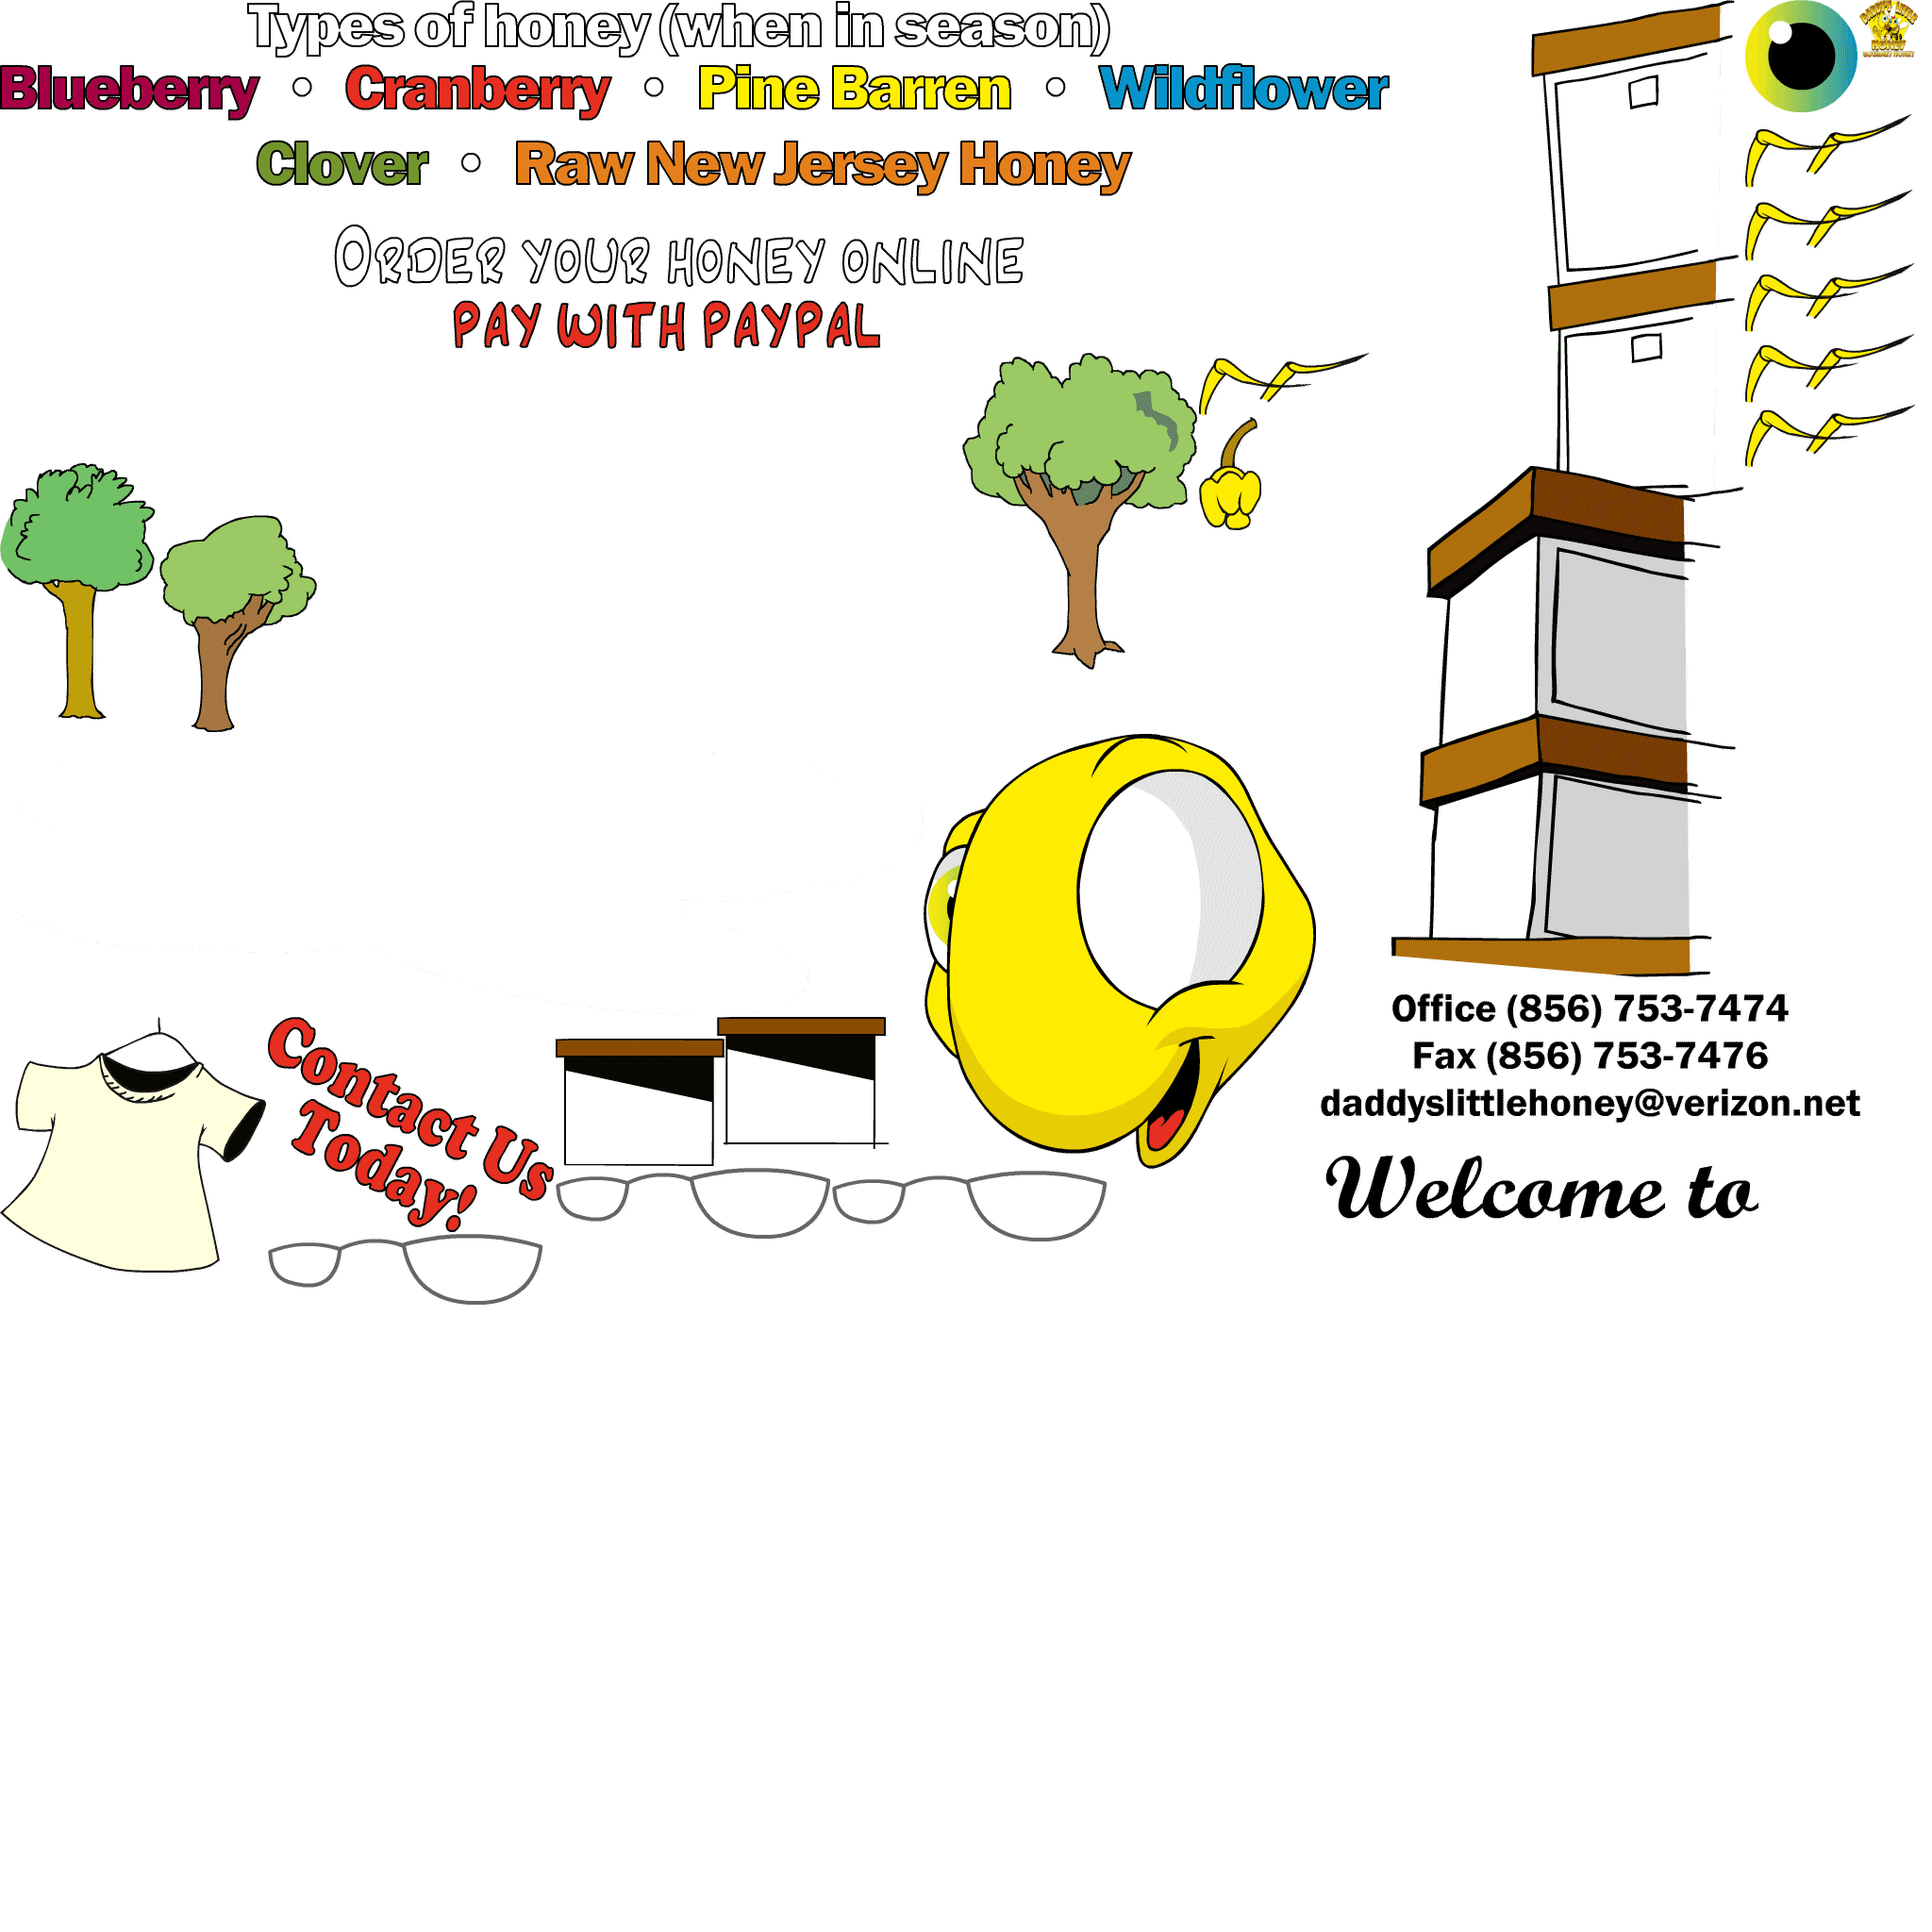 Types of honey (when in season)
Blueberry • Cranberry • Pine Barren • Wildflower
Clover • Raw New Jersey Honey
ORDER YOUR HONEY ONLINE
PAY WITH PAYPAL
Contact Us
Today!
Office (856) 753-7474
Fax (856) 753-7476
daddyslittlehoney@verizon.net
Welcome to